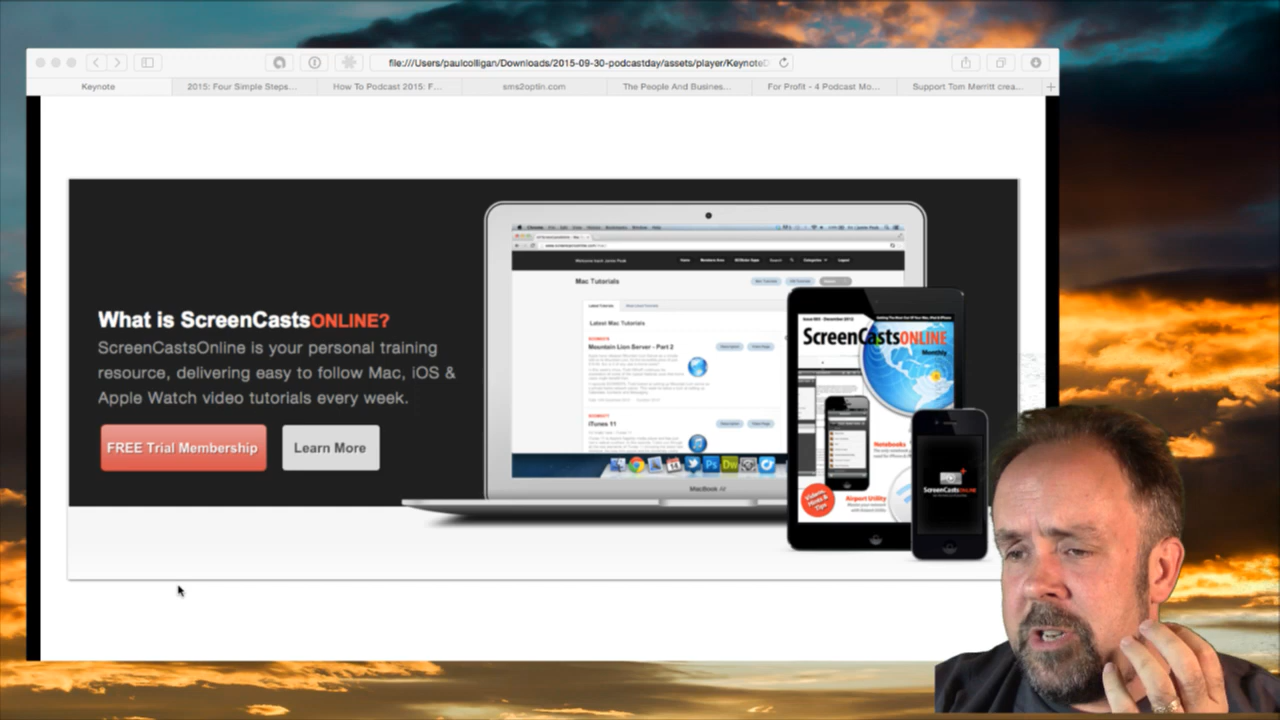 file:///Users/paulcolligan/Downloads/2015-09-30-podcastday/assets/player/KeynoteD
Keynote
2015: Four Simple Steps...
How To Podcast 2015: F...
sms2optin.com
The People And Busines...
For Profit - 4 Podcast Mo...
Support Tom Merritt crea...
What is ScreenCastsONLINE?
ScreenCastsOnline is your personal training
resource, delivering easy to follow Mac, iOS &
Apple Watch video tutorials every week.
FREE Trial Membership
Learn More
Mac Tutorials
Latest Mac Tutorials
Mountain Lion Server - Part 2
iTunes 11
MacBook Air
ScreenCastsONLINE
Monthly
Notebooks
Airport Utility
Videos,
Hints &
Tips
ScreenCastsONLINE